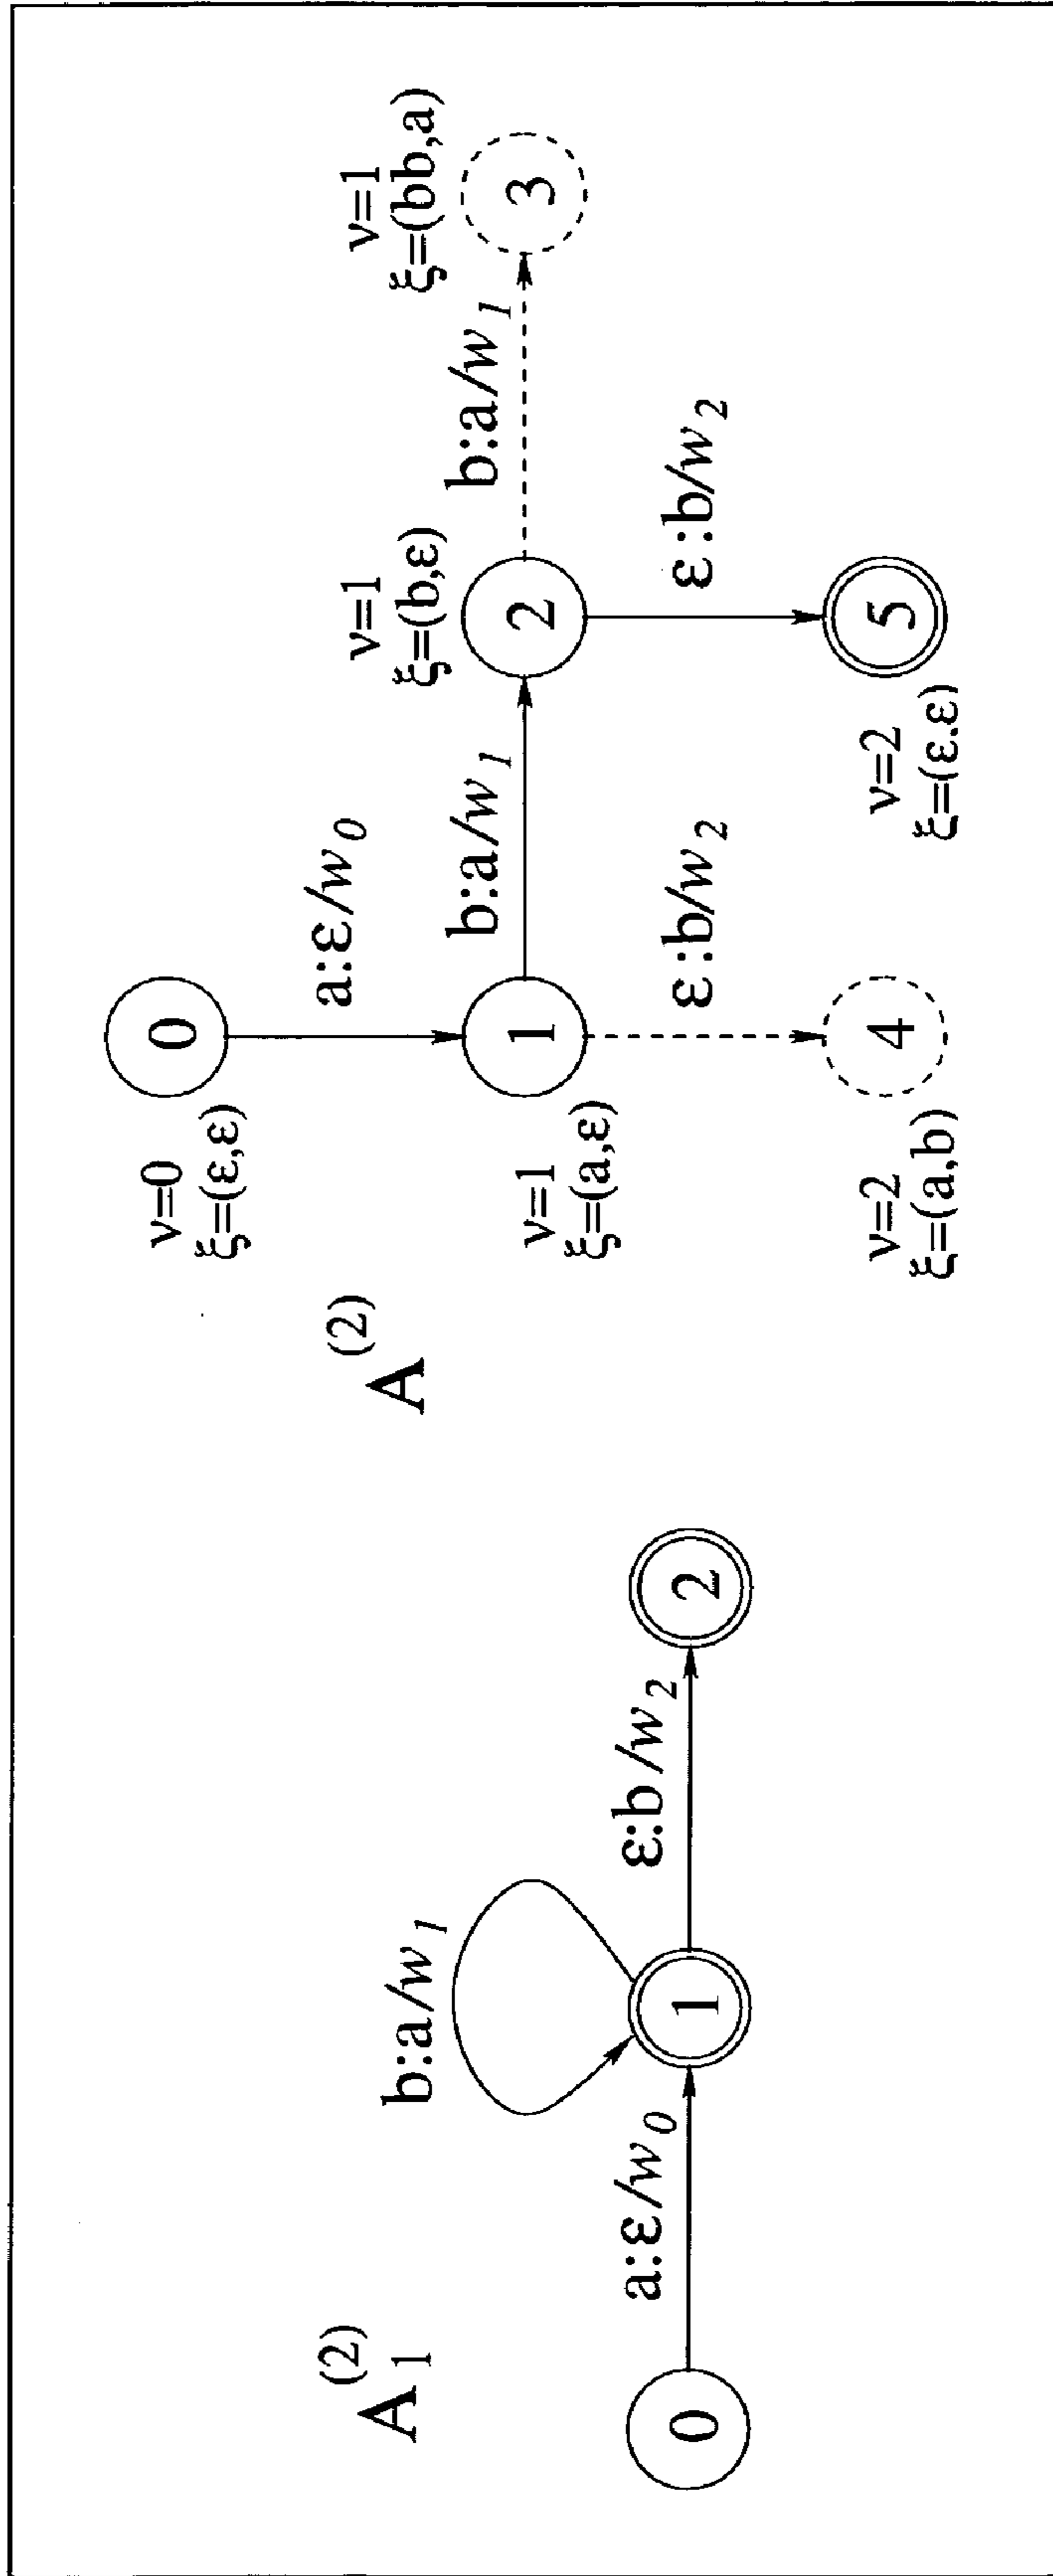 A₁⁽²⁾
0
a:ε/w₀
1
b:a/w₁
ε:b/w₂
2
A⁽²⁾
ν=0
ξ=(ε,ε)
0
a:ε/w₀
ν=1
ξ=(a,ε)
1
b:a/w₁
ν=1
ξ=(b,ε)
2
b:a/w₁
ν=1
ξ=(bb,a)
3
ε:b/w₂
ν=2
ξ=(a,b)
4
ε:b/w₂
ν=2
ξ=(ε.ε)
5